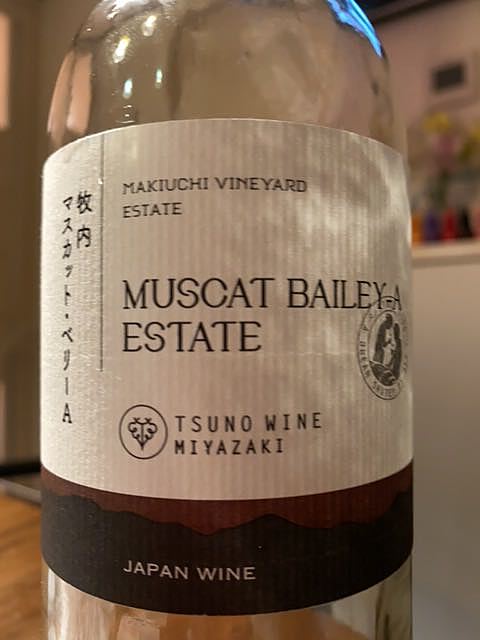 牧内
マスカット・ベリーA
MAKIUCHI VINEYARD
ESTATE
MUSCAT BAILEY-A
ESTATE
TSUNO WINE
MIYAZAKI
JAPAN WINE